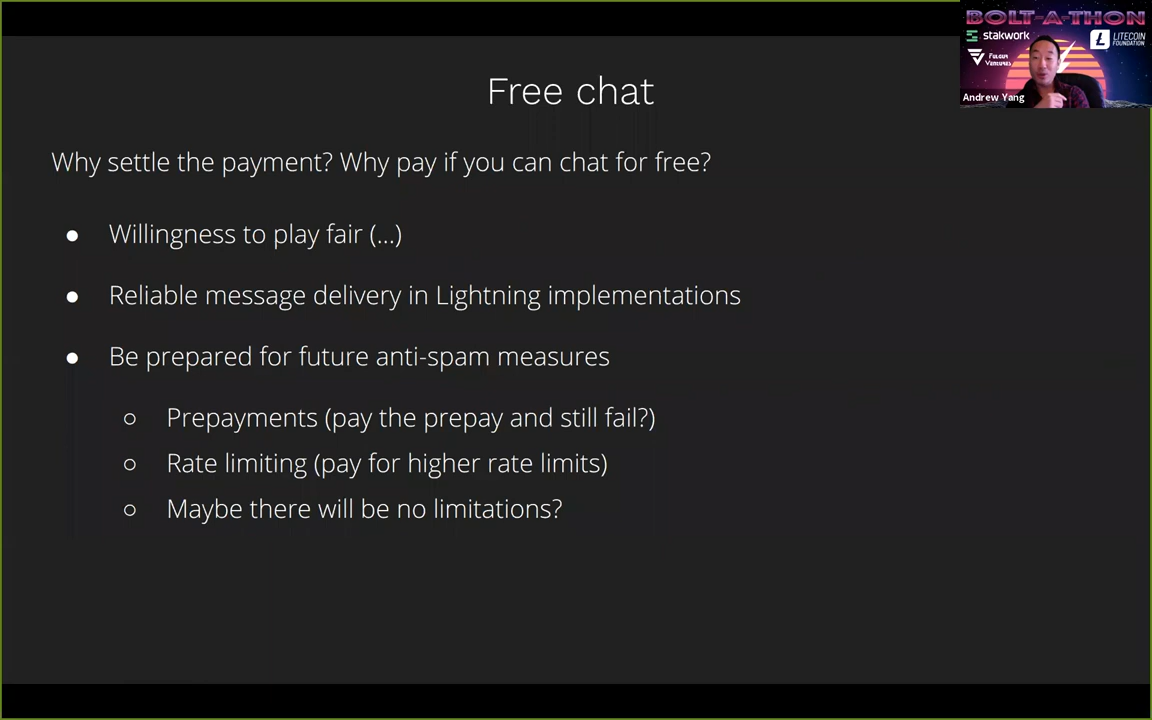 Free chat
Why settle the payment? Why pay if you can chat for free?
● Willingness to play fair (...)
● Reliable message delivery in Lightning implementations
● Be prepared for future anti-spam measures
○ Prepayments (pay the prepay and still fail?)
○ Rate limiting (pay for higher rate limits)
○ Maybe there will be no limitations?
BOLT-A-THON
stakwork
LITECOIN
FOUNDATION
Fulgur
Ventures
Andrew Yang